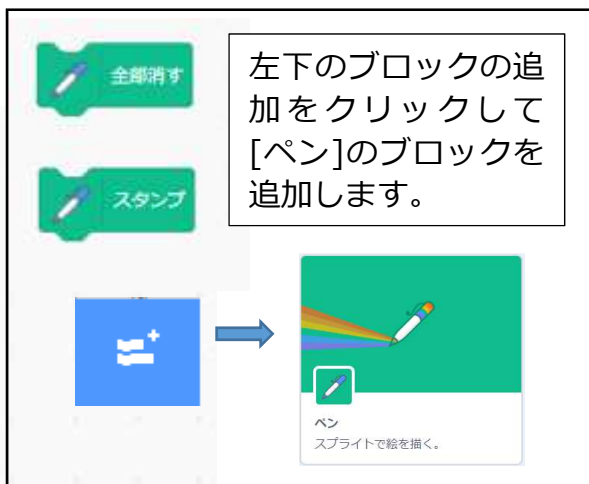 全部消す
左下のブロックの追
加をクリックして
[ペン]のブロックを
追加します。
スタンプ
ペン
スプライトで絵を描く。